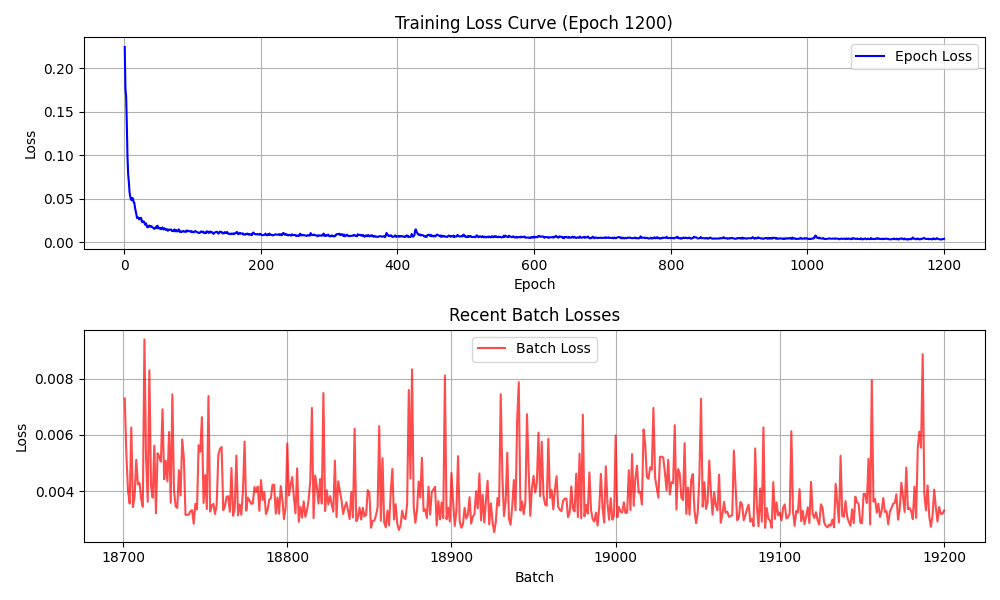 Training Loss Curve (Epoch 1200)
Loss
0.20
0.15
0.10
0.05
0.00
Epoch Loss
0 200 400 600 800 1000 1200
Epoch
Recent Batch Losses
Loss
0.008
0.006
0.004
Batch Loss
18700 18800 18900 19000 19100 19200
Batch